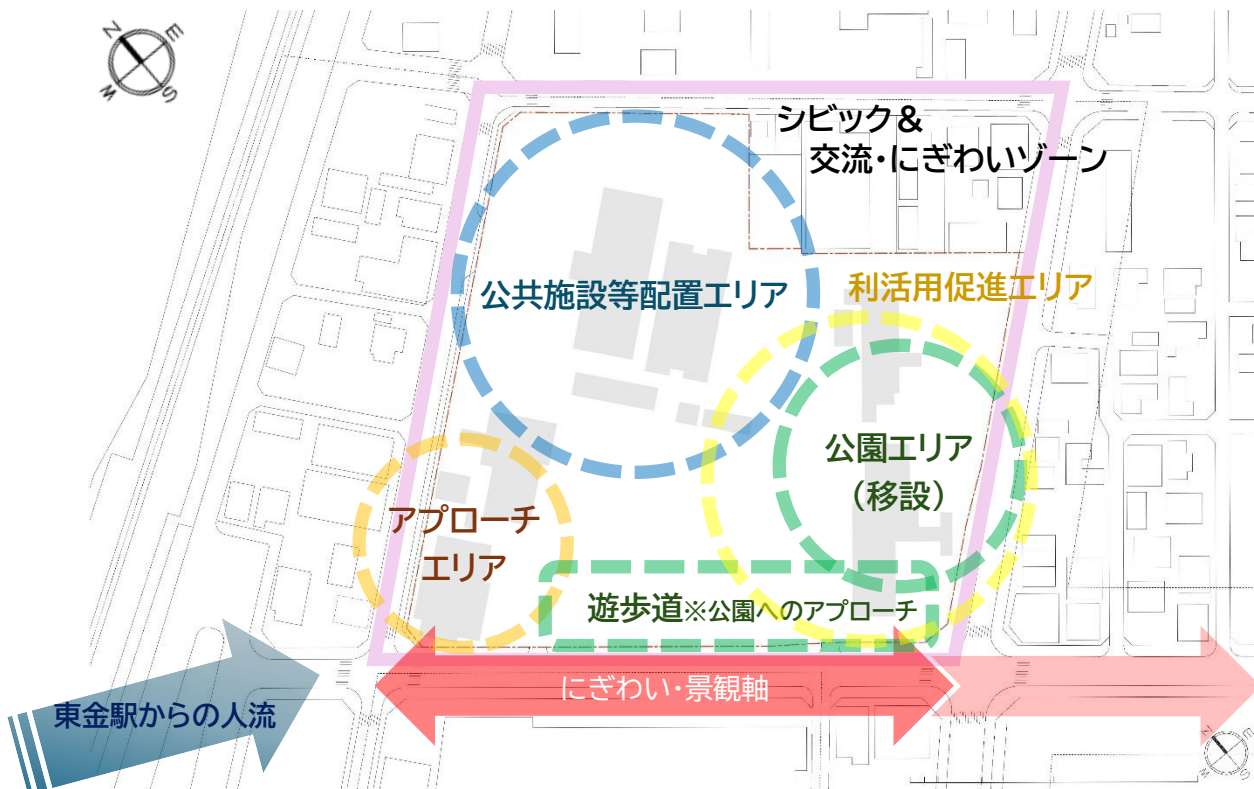 N
E
W
S
シビック&
交流・にぎわいゾーン
公共施設等配置エリア
利活用促進エリア
公園エリア
(移設)
アプローチ
エリア
遊歩道※公園へのアプローチ
にぎわい・景観軸
東金駅からの人流
N
E
W
S